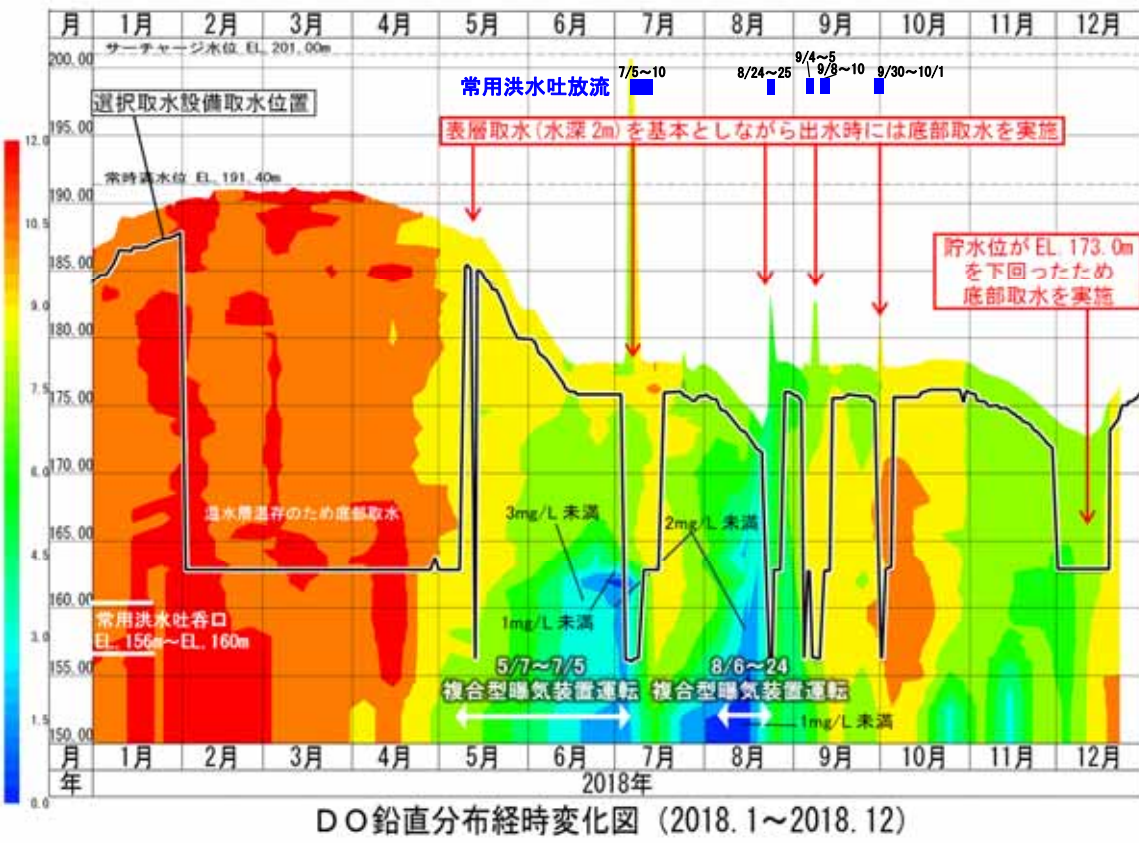 月 1月 2月 3月 4月 5月 6月 7月 8月 9月 10月 11月 12月
サーチャージ水位 EL.201.00m
200.00
195.00
190.00
185.00
180.00
175.00
170.00
165.00
160.00
155.00
150.00
12.0
10.5
9.0
7.5
6.0
4.5
3.0
1.5
0.0
常用洪水吐放流
7/5~10
8/24~25
9/4~5
9/8~10
9/30~10/1
選択取水設備取水位置
表層取水(水深2m)を基本としながら出水時には底部取水を実施
常時満水位 EL.191.40m
貯水位がEL.173.0m
を下回ったため
底部取水を実施
温水層温存のため底部取水
3mg/L 未満
2mg/L 未満
1mg/L 未満
常用洪水吐呑口
EL.156m~EL.160m
5/7~7/5
複合型曝気装置運転
8/6~24
複合型曝気装置運転
1mg/L 未満
月 1月 2月 3月 4月 5月 6月 7月 8月 9月 10月 11月 12月
年 2018年
DO鉛直分布経時変化図 (2018.1~2018.12)